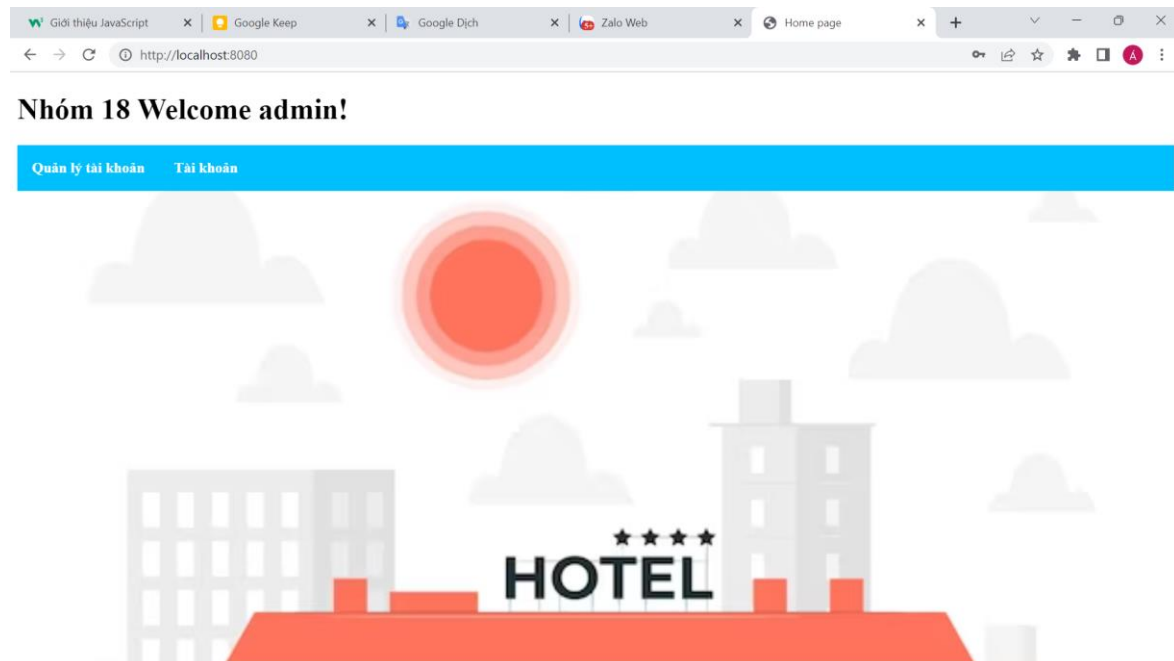 Giới thiệu JavaScript
Google Keep
Google Dịch
5+
Zalo Web
Home page
http://localhost:8080
Á
Nhóm 18 Welcome admin!
Quản lý tài khoản Tài khoản
HOTEL